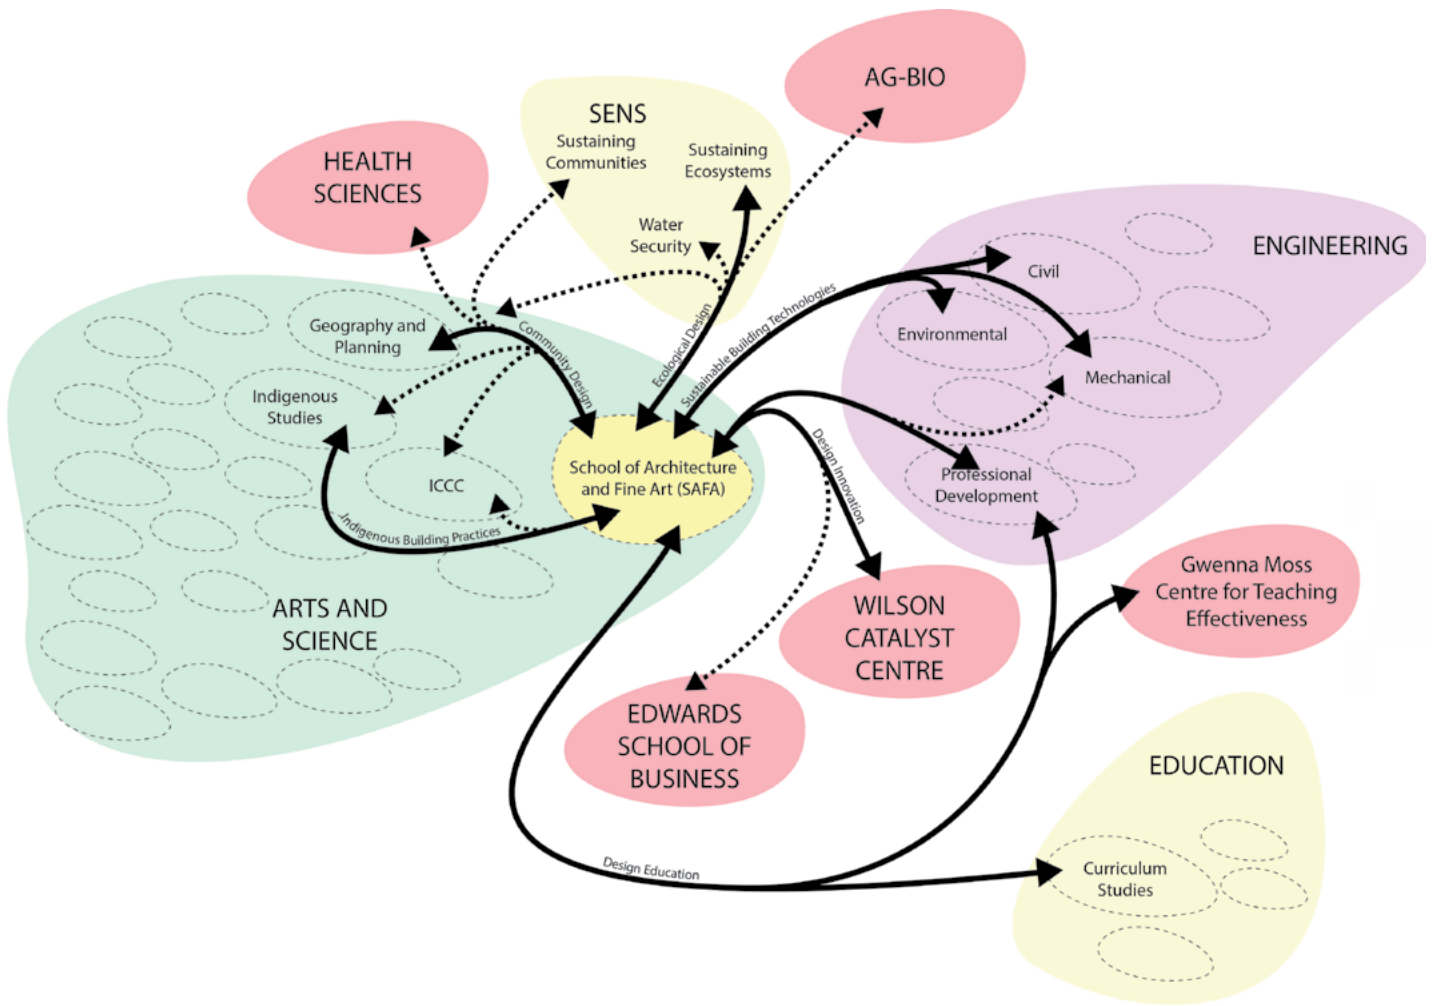 AG-BIO
SENS
Sustaining
Communities
Sustaining
Ecosystems
HEALTH
SCIENCES
Water
Security
ENGINEERING
Civil
Environmental
Mechanical
Professional
Development
Geography and
Planning
Indigenous
Studies
ICCC
Community Design
Ecological Design
Sustainable Building Technologies
School of Architecture
and Fine Art (SAFA)
Design Innovation
Indigenous Building Practices
ARTS AND
SCIENCE
WILSON
CATALYST
CENTRE
Gwenna Moss
Centre for Teaching
Effectiveness
EDWARDS
SCHOOL OF
BUSINESS
EDUCATION
Design Education
Curriculum
Studies